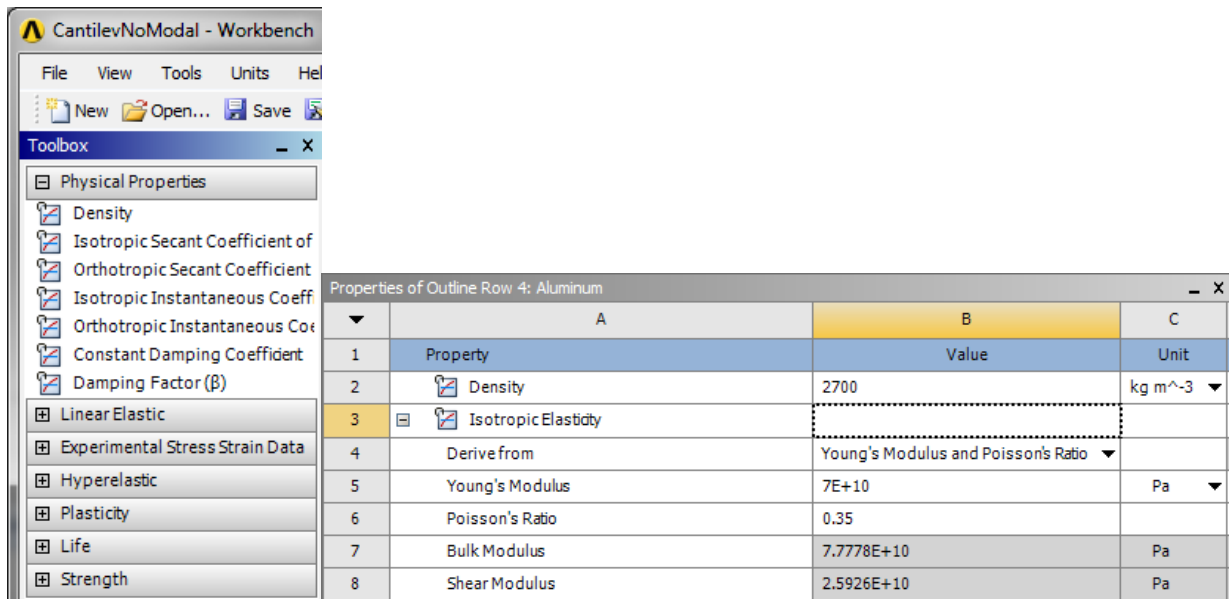 CantilevNoModal - Workbench
File View Tools Units Hel
New Open... Save
Toolbox
Physical Properties
Density
Isotropic Secant Coefficient of
Orthotropic Secant Coefficient
Isotropic Instantaneous Coeffi
Orthotropic Instantaneous Coe
Constant Damping Coefficient
Damping Factor (β)
Linear Elastic
Experimental Stress Strain Data
Hyperelastic
Plasticity
Life
Strength
Properties of Outline Row 4: Aluminum
A B C
1 Property Value Unit
2 Density 2700 kg m^-3
3 Isotropic Elasticity
4 Derive from Young's Modulus and Poisson's Ratio
5 Young's Modulus 7E+10 Pa
6 Poisson's Ratio 0.35
7 Bulk Modulus 7.7778E+10 Pa
8 Shear Modulus 2.5926E+10 Pa